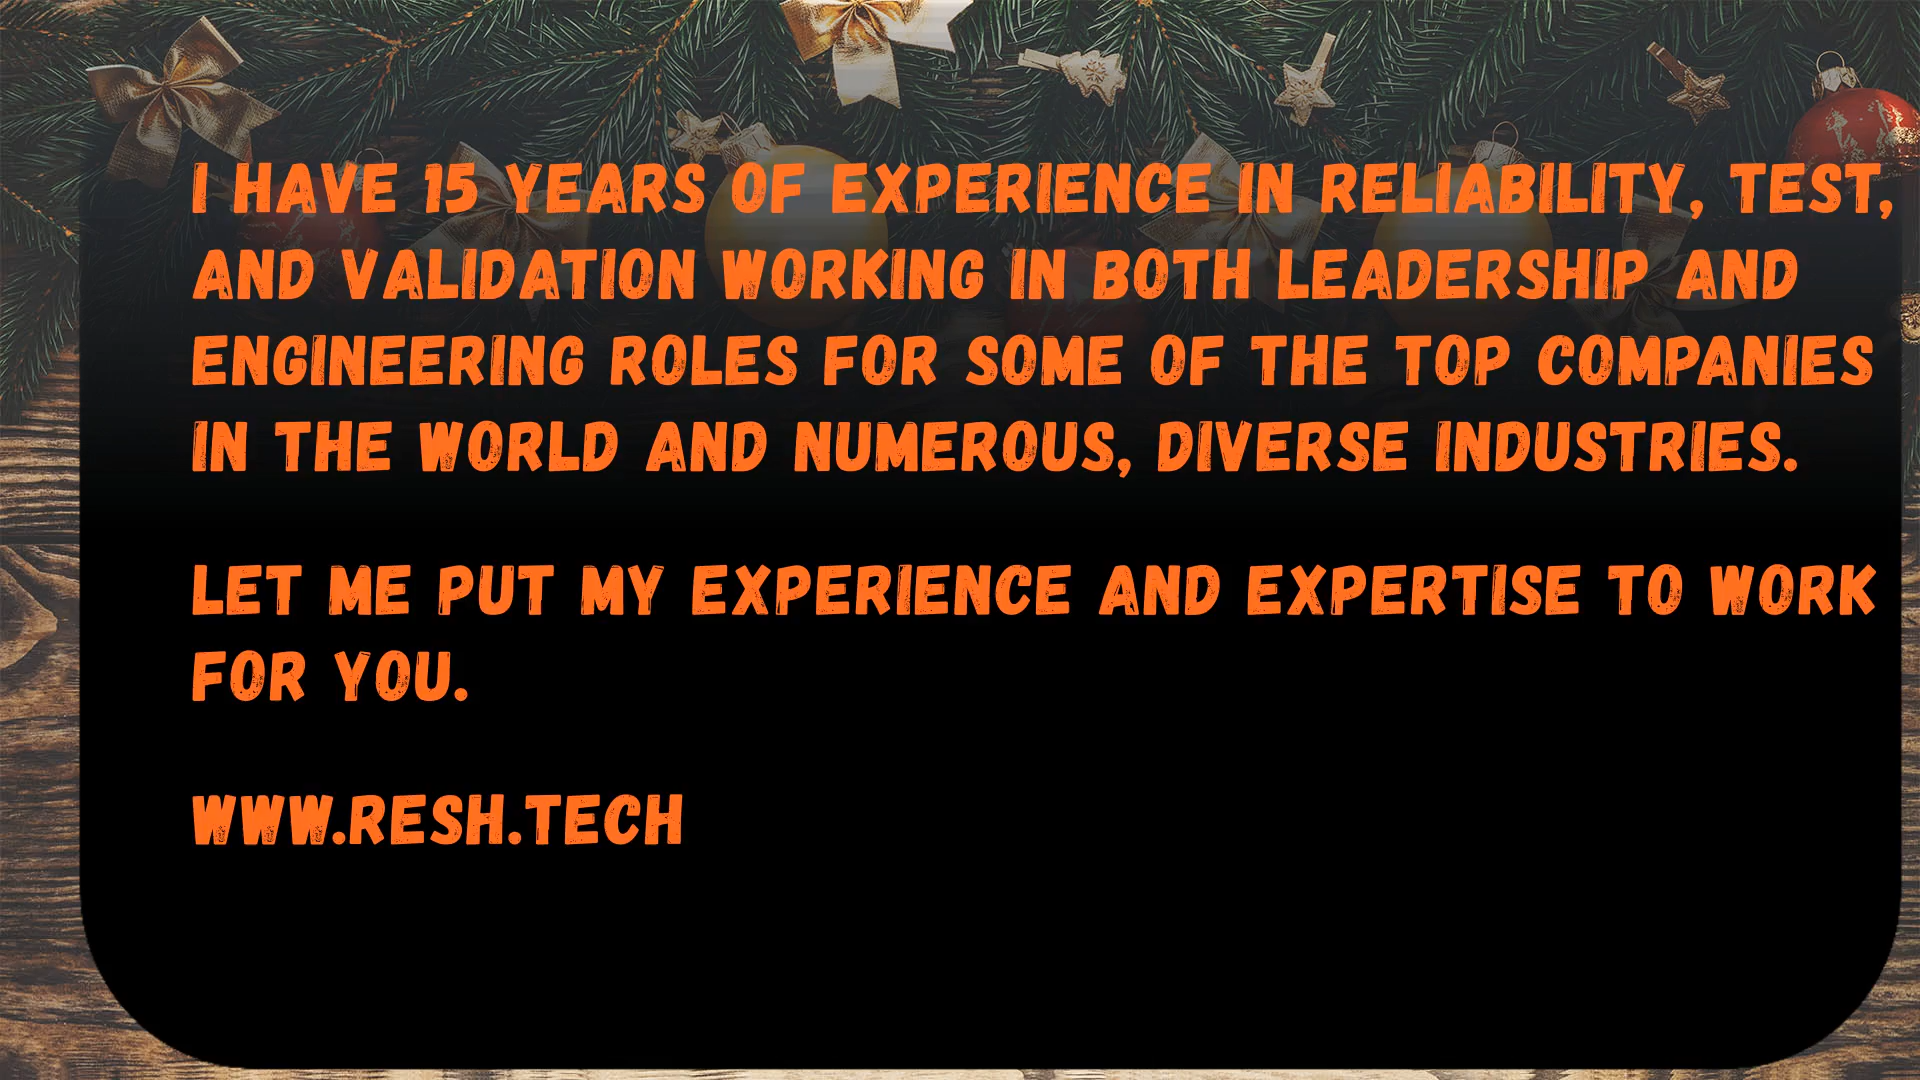 I HAVE 15 YEARS OF EXPERIENCE IN RELIABILITY, TEST,
AND VALIDATION WORKING IN BOTH LEADERSHIP AND
ENGINEERING ROLES FOR SOME OF THE TOP COMPANIES
IN THE WORLD AND NUMEROUS, DIVERSE INDUSTRIES.
LET ME PUT MY EXPERIENCE AND EXPERTISE TO WORK
FOR YOU.
WWW.RESH.TECH